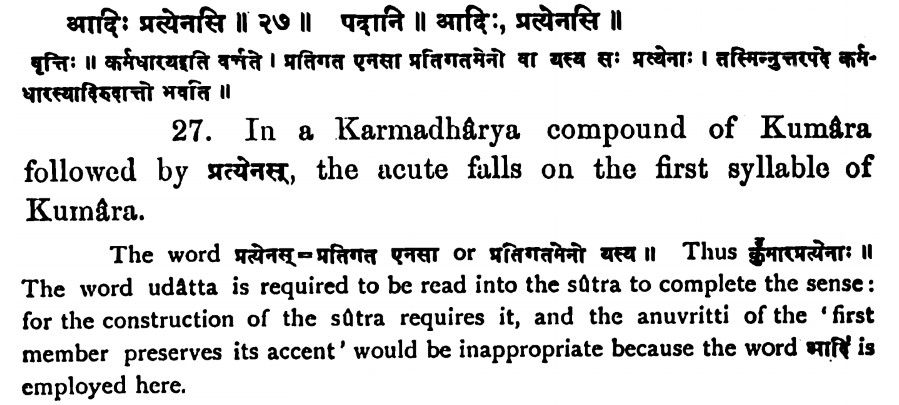 आदिः प्रत्येनसि ॥ २७ ॥ पदानि ॥ आदिः, प्रत्येनसि ॥
वृत्तिः ॥ कर्मधारयइति वर्त्तते । प्रतिगत एनसा प्रतिगतमेनो वा यस्य सः प्रत्येनाः । तस्मिन्नुत्तरपदे कर्म-
धारस्यादिरुदात्तो भवति ॥
27. In a Karmadhârya compound of Kumâra
followed by प्रत्येनस्, the acute falls on the first syllable of
Kumâra.
The word प्रत्येनस्=प्रतिगत एनसा or प्रतिगतमेनो यस्य ॥ Thus कु॑मारप्रत्येनाः ॥
The word udâtta is required to be read into the sûtra to complete the sense:
for the construction of the sûtra requires it, and the anuvritti of the ‘first
member preserves its accent’ would be inappropriate because the word आदि is
employed here.